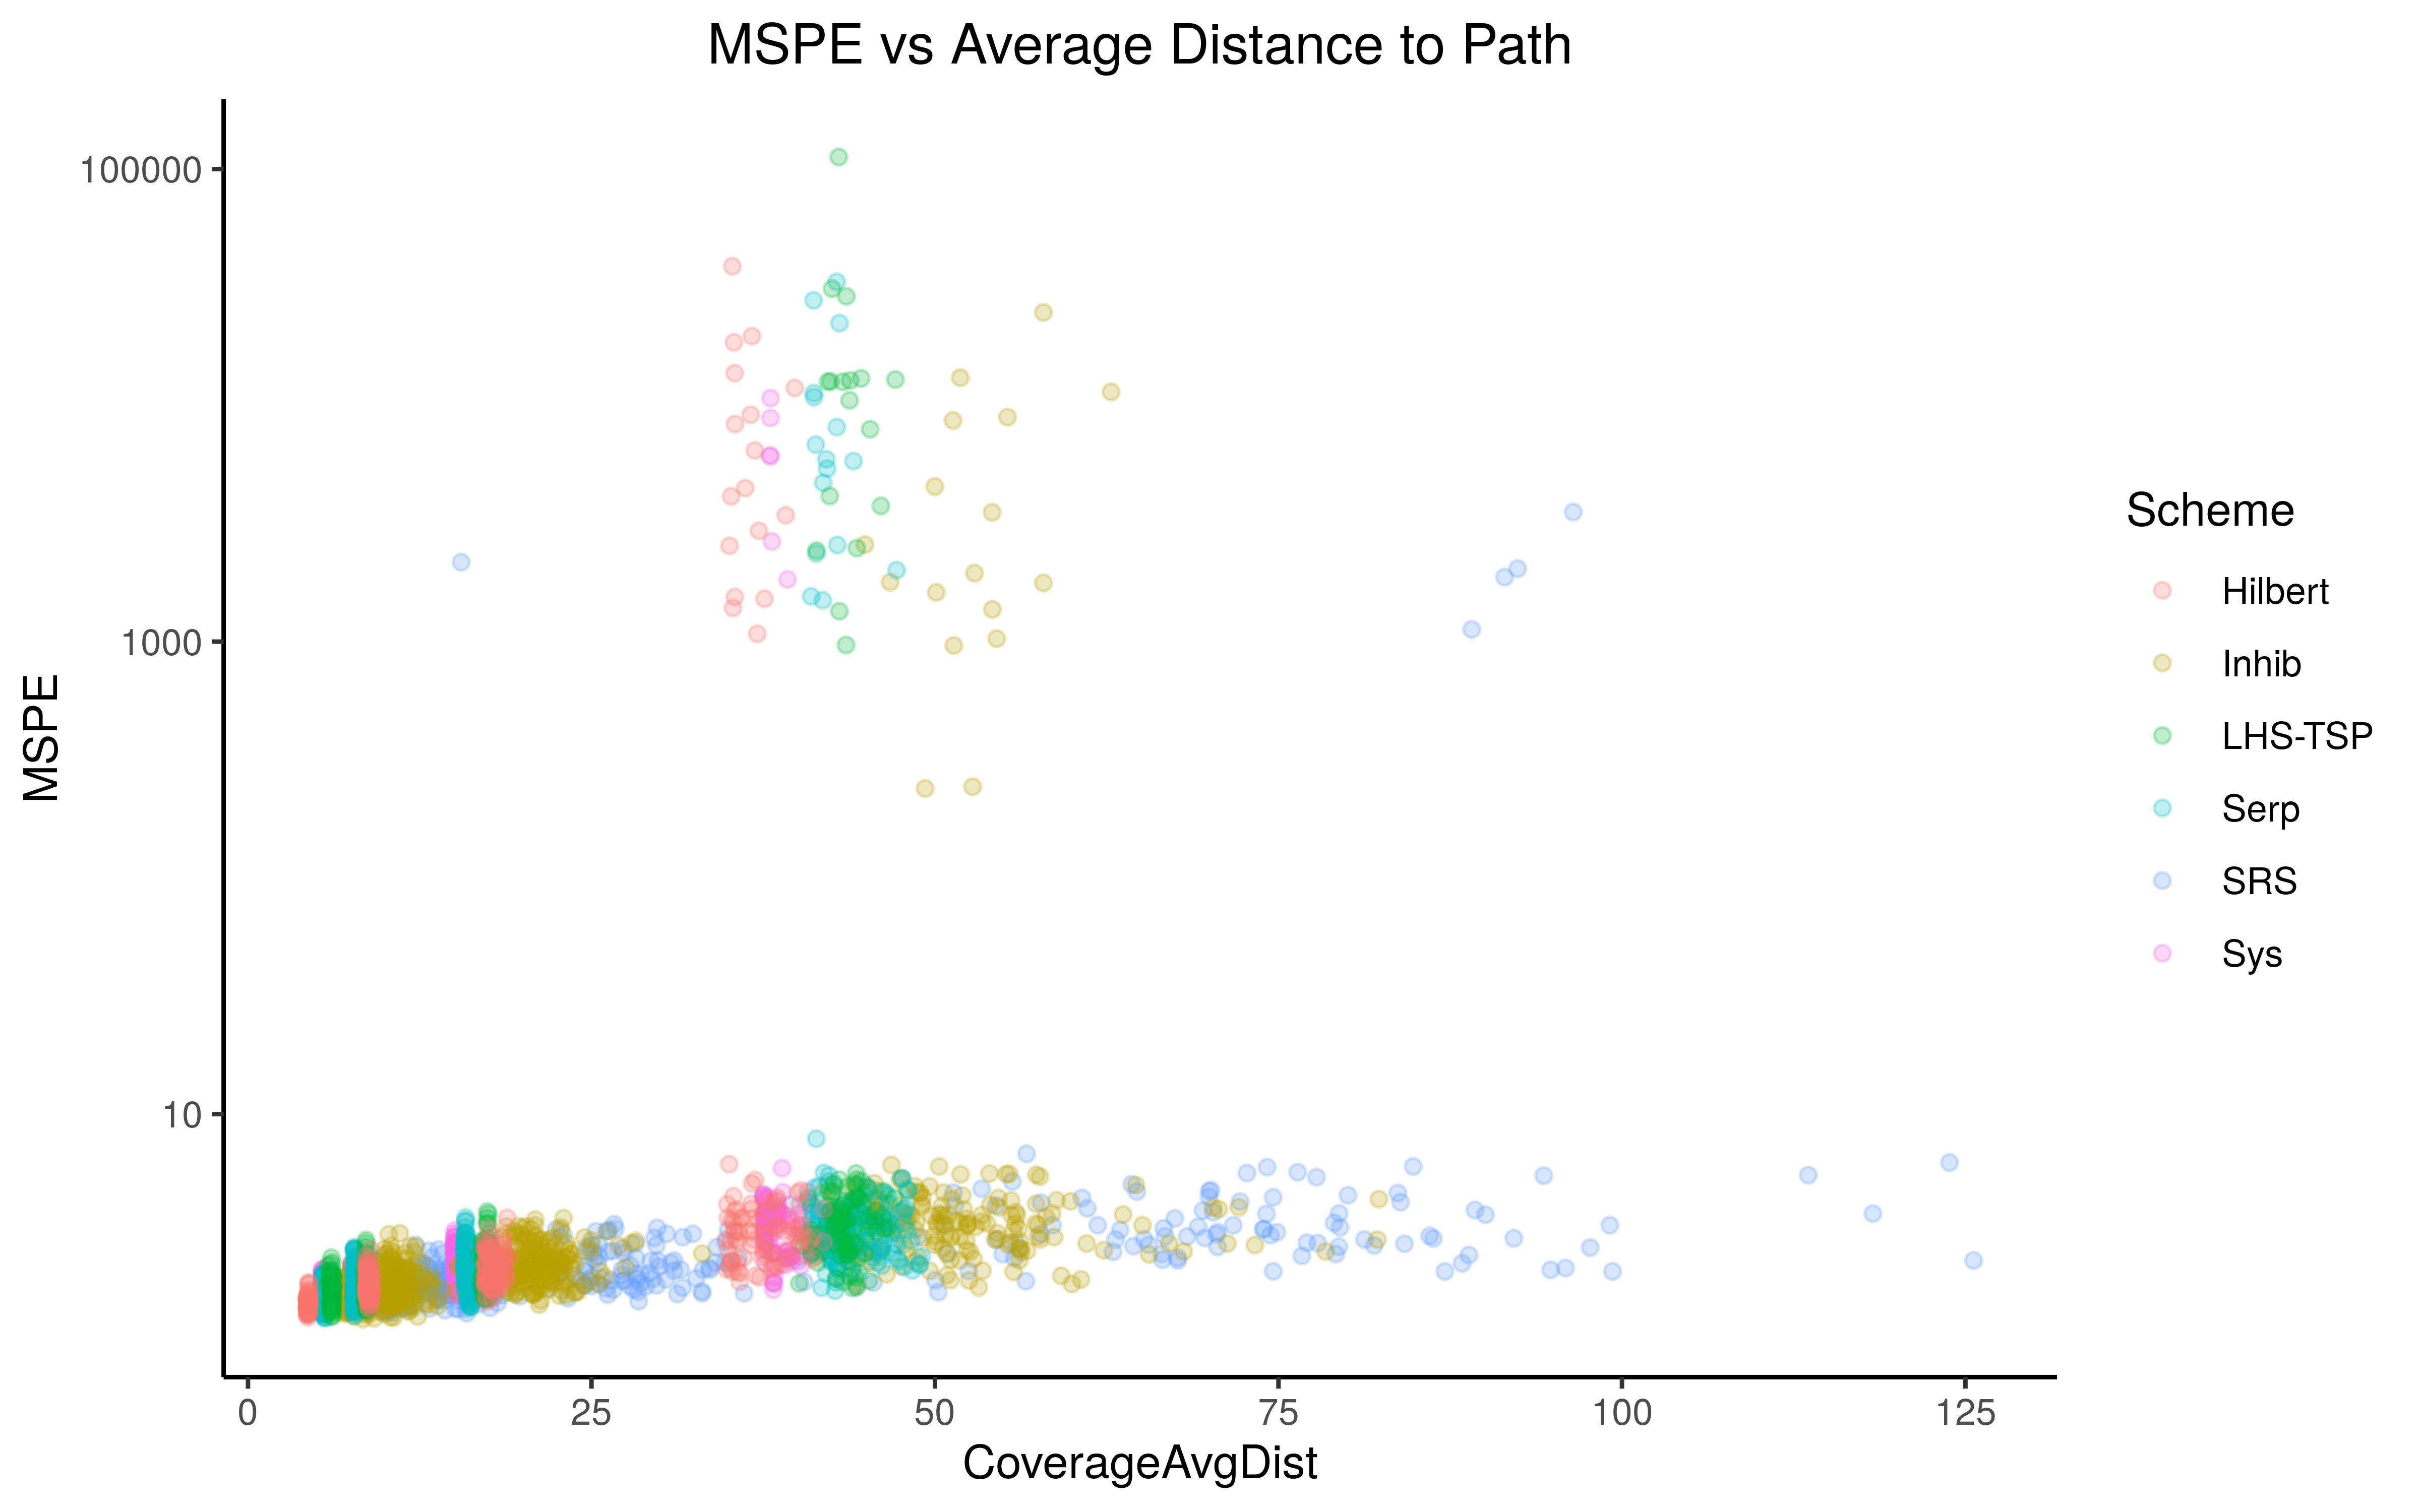 MSPE vs Average Distance to Path
MSPE
100000
1000
10
0 25 50 75 100 125
CoverageAvgDist
Scheme
Hilbert
Inhib
LHS-TSP
Serp
SRS
Sys